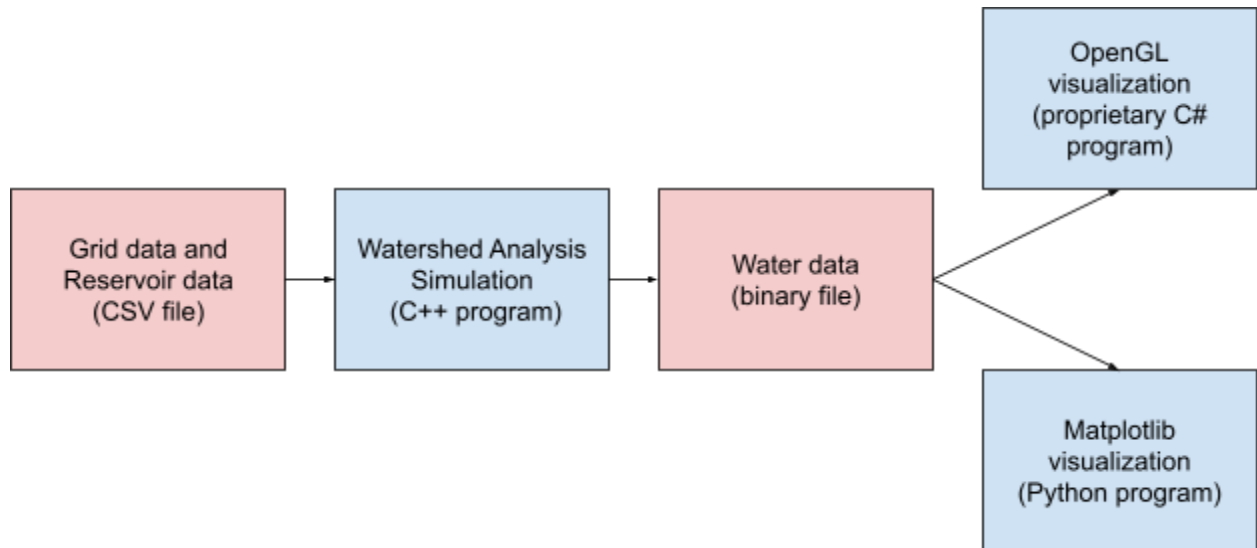 Grid data and
Reservoir data
(CSV file)
Watershed Analysis
Simulation
(C++ program)
Water data
(binary file)
OpenGL
visualization
(proprietary C#
program)
Matplotlib
visualization
(Python program)